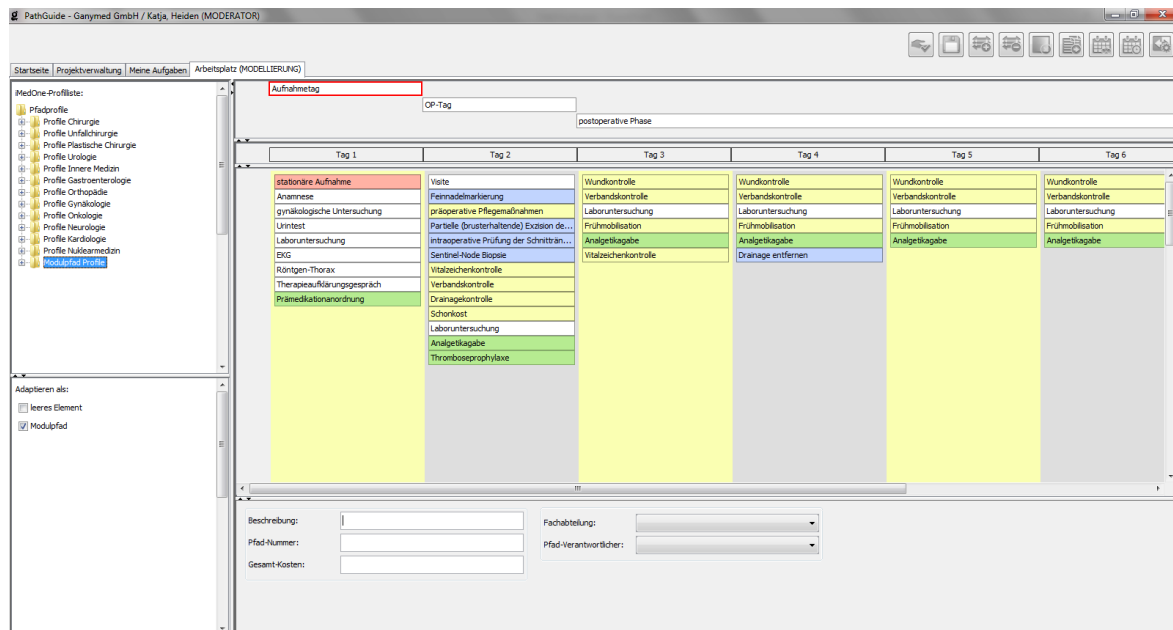 PathGuide - Ganymed GmbH / Katja, Heiden (MODERATOR)
Startseite
Projektverwaltung
Meine Aufgaben
Arbeitsplatz (MODELLIERUNG)
iMedOne-Profilliste:
Pfadprofile
Profile Chirurgie
Profile Unfallchirurgie
Profile Plastische Chirurgie
Profile Urologie
Profile Innere Medizin
Profile Gastroenterologie
Profile Orthopädie
Profile Gynäkologie
Profile Onkologie
Profile Neurologie
Profile Kardiologie
Profile Nuklearmedizin
Modulpfad Profile
Adaptieren als:
leeres Element
Modulpfad
Aufnahmetag
OP-Tag
postoperative Phase
Tag 1
Tag 2
Tag 3
Tag 4
Tag 5
Tag 6
stationäre Aufnahme
Anamnese
gynäkologische Untersuchung
Urintest
Laboruntersuchung
EKG
Röntgen-Thorax
Therapieaufklärungsgespräch
Prämedikationanordnung
Visite
Feinnadelmarkierung
präoperative Pflegemaßnahmen
Partielle (brusterhaltende) Exzision de...
intraoperative Prüfung der Schnitträn...
Sentinel-Node Biopsie
Vitalzeichenkontrolle
Verbandskontrolle
Drainagekontrolle
Schonkost
Laboruntersuchung
Analgetikagabe
Thromboseprophylaxe
Wundkontrolle
Verbandskontrolle
Laboruntersuchung
Frühmobilisation
Analgetikagabe
Vitalzeichenkontrolle
Wundkontrolle
Verbandskontrolle
Laboruntersuchung
Frühmobilisation
Analgetikagabe
Drainage entfernen
Wundkontrolle
Verbandskontrolle
Laboruntersuchung
Frühmobilisation
Analgetikagabe
Wundkontrolle
Verbandskontrolle
Laboruntersuchung
Frühmobilisation
Analgetikagabe
Beschreibung:
Pfad-Nummer:
Gesamt-Kosten:
Fachabteilung:
Pfad-Verantwortlicher: